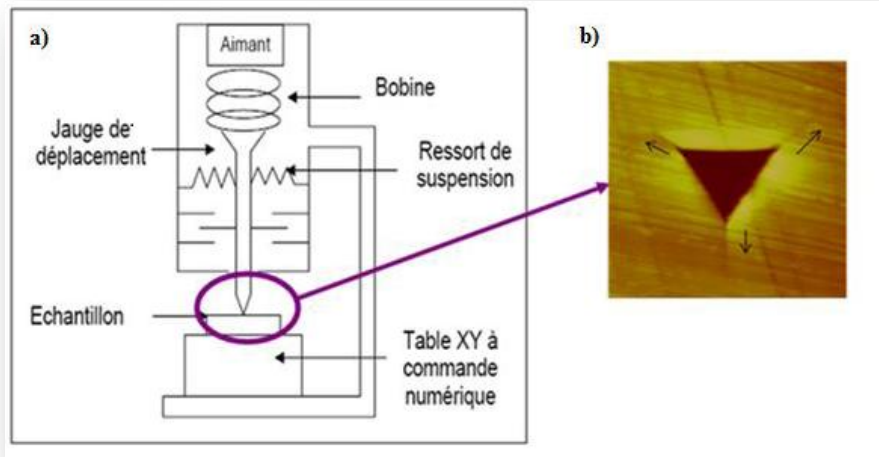 a)
b)
Aimant
Bobine
Jauge de
déplacement
Ressort de
suspension
Echantillon
Table XY à
commande
numérique